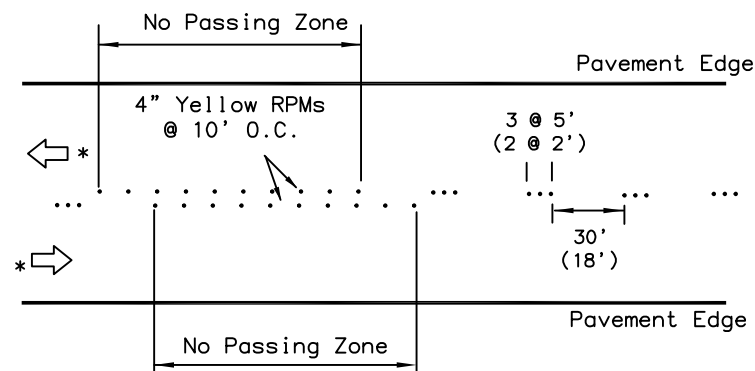 No Passing Zone
Pavement Edge
4” Yellow RPMs
@ 10’ O.C.
3 @ 5’
(2 @ 2’)
*
30’
(18’)
*
Pavement Edge
No Passing Zone